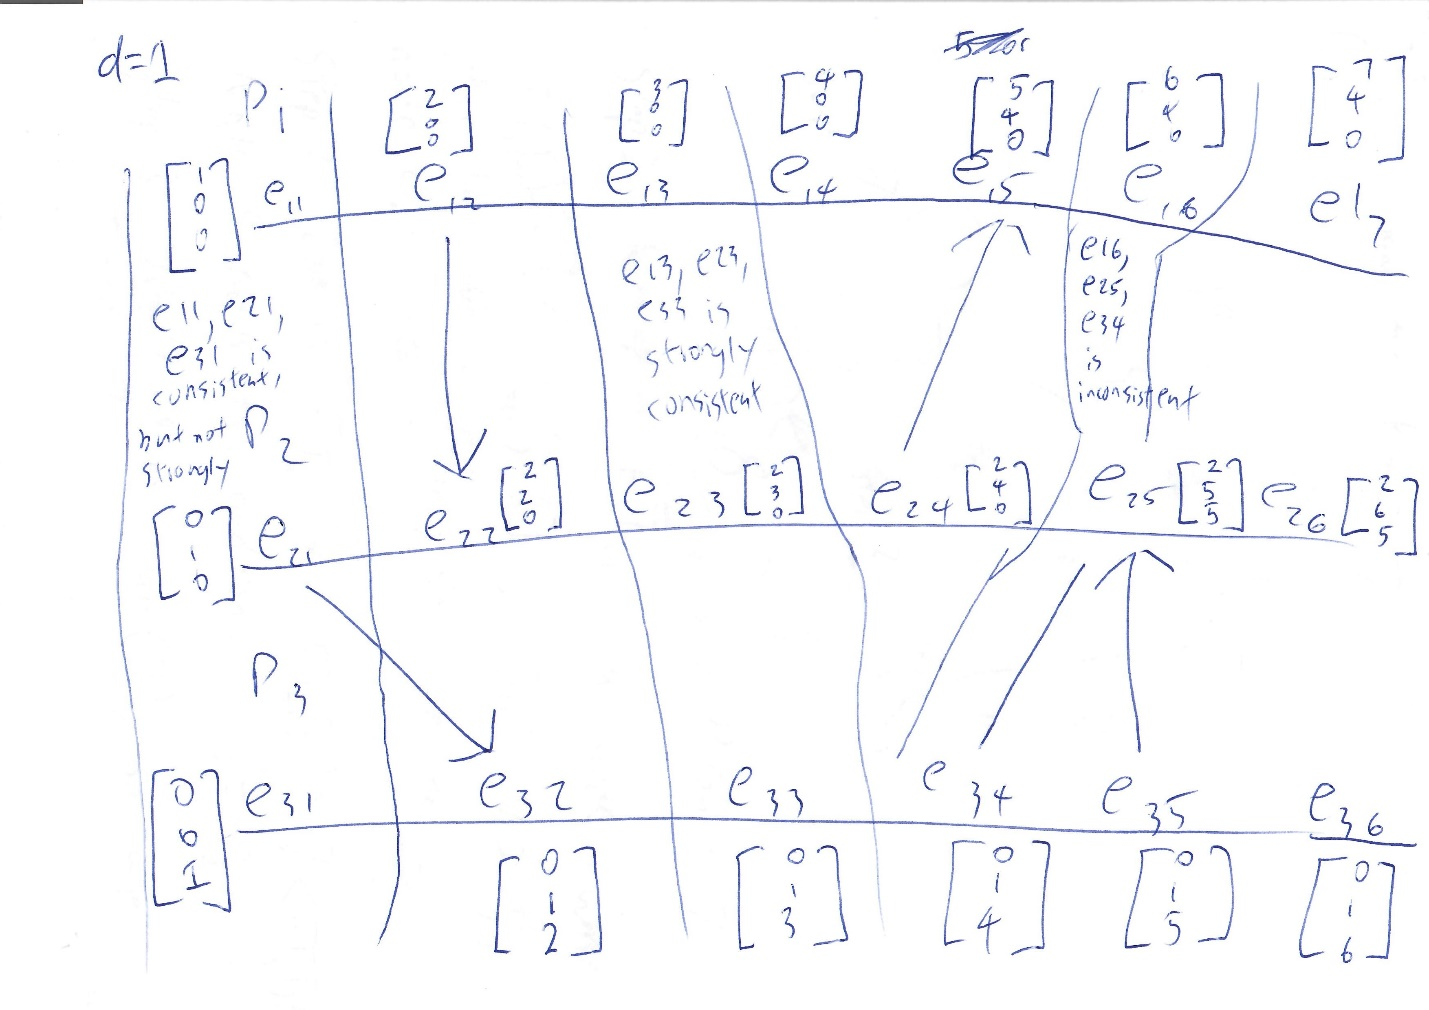 d=1
P1
[2 0 0]
[3 0 0]
[4 0 0]
[5 4 0]
[6 4 0]
[7 4 0]
[1 0 0] e11
e12
e13
e14
e15
e16
e17
e11, e21,
e31 is
consistent,
but not
strongly
e13, e23,
e33 is
strongly
consistent
e16,
e25,
e34
is
inconsistent
P2
[0 1 0] e21
e22 [2 2 0]
e23 [2 3 0]
e24 [2 4 0]
e25 [2 5 5]
e26 [2 6 5]
P3
[0 0 1] e31
e32
e33
e34
e35
e36
[0 1 2]
[0 1 3]
[0 1 4]
[0 1 5]
[0 1 6]